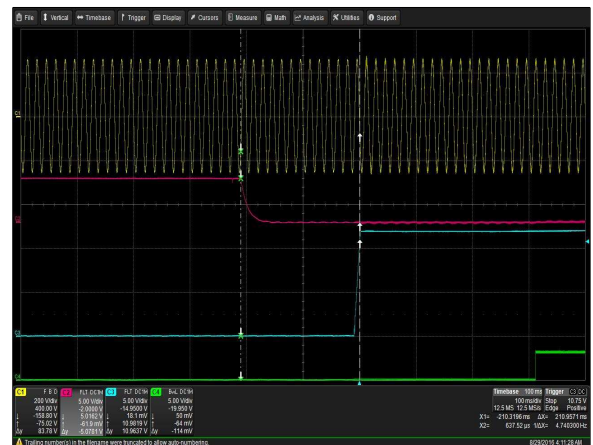 File Vertical Timebase Trigger Display Cursors Measure Math Analysis Utilities Support
C2
C3
C4
C1 F B D C2 FLT DC1M C3 FLT DC1M C4 BwL DC1M
200 V/div 5.00 V/div 5.00 V/div 5.00 V/div
400.00 V -2.0000 V -14.9500 V -19.950 V
↓ -158.80 V ↓ 5.0162 V ↓ 18.1 mV ↓ 50 mV
↑ -75.02 V ↑ -61.9 mV ↑ 10.9819 V ↑ -64 mV
Δy 83.78 V Δy -5.0781 V Δy 10.9637 V Δy -114 mV
Timebase 100 ms Trigger C3 DC
100 ms/div Stop 10.75 V
12.5 MS 12.5 MS/s Edge Positive
X1= -210.3196 ms ΔX= 210.9571 ms
X2= 637.52 µs 1/ΔX= 4.740300 Hz
Trailing number(s) in the filename were truncated to allow auto-numbering.
8/29/2016 4:11:28 AM